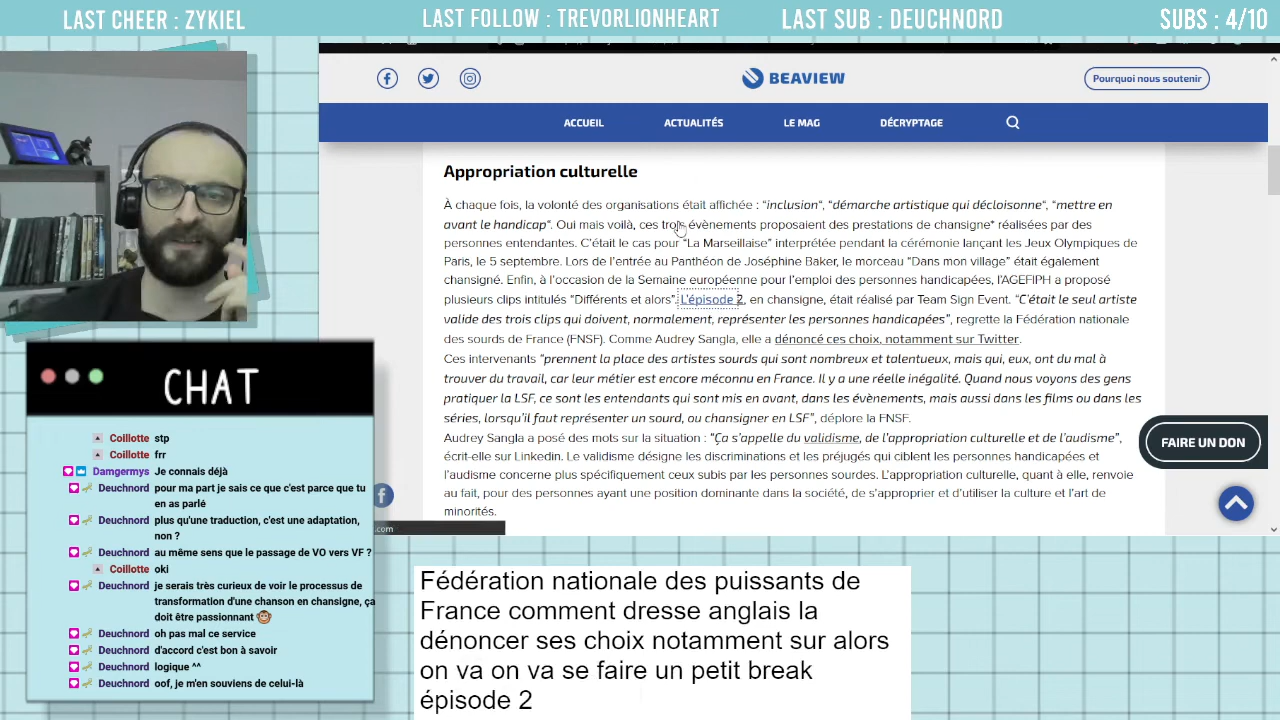 LAST CHEER : ZYKIEL
LAST FOLLOW : TREVORLIONHEART
LAST SUB : DEUCHNORD
SUBS : 4/10
BEAVIEW
Pourquoi nous soutenir
ACCUEIL
ACTUALITÉS
LE MAG
DÉCRYPTAGE
Appropriation culturelle
À chaque fois, la volonté des organisations était affichée : “inclusion“, “démarche artistique qui décloisonne“, “mettre en
avant le handicap“. Oui mais voilà, ces trois évènements proposaient des prestations de chansigne* réalisées par des
personnes entendantes. C’était le cas pour “La Marseillaise” interprétée pendant la cérémonie lançant les Jeux Olympiques de
Paris, le 5 septembre. Lors de l’entrée au Panthéon de Joséphine Baker, le morceau “Dans mon village” était également
chansigné. Enfin, à l’occasion de la Semaine européenne pour l’emploi des personnes handicapées, l’AGEFIPH a proposé
plusieurs clips intitulés “Différents et alors”. L’épisode 2, en chansigne, était réalisé par Team Sign Event. “C’était le seul artiste
valide des trois clips qui doivent, normalement, représenter les personnes handicapées”, regrette la Fédération nationale
des sourds de France (FNSF). Comme Audrey Sangla, elle a dénoncé ces choix, notamment sur Twitter.
Ces intervenants “prennent la place des artistes sourds qui sont nombreux et talentueux, mais qui, eux, ont du mal à
trouver du travail, car leur métier est encore méconnu en France. Il y a une réelle inégalité. Quand nous voyons des gens
pratiquer la LSF, ce sont les entendants qui sont mis en avant, dans les évènements, mais aussi dans les films ou dans les
séries, lorsqu’il faut représenter un sourd, ou chansigner en LSF”, déplore la FNSF.
Audrey Sangla a posé des mots sur la situation : “Ça s’appelle du validisme, de l’appropriation culturelle et de l’audisme”,
écrit-elle sur Linkedin. Le validisme désigne les discriminations et les préjugés qui ciblent les personnes handicapées et
l’audisme concerne plus spécifiquement ceux subis par les personnes sourdes. L’appropriation culturelle, quant à elle, renvoie
au fait, pour des personnes ayant une position dominante dans la société, de s’approprier et d’utiliser la culture et l’art de
minorités.
FAIRE UN DON
.com
CHAT
Coillotte stp
Coillotte frr
Damgermys Je connais déjà
Deuchnord pour ma part je sais ce que c'est parce que tu
en as parlé
Deuchnord plus qu'une traduction, c'est une adaptation,
non ?
Deuchnord au même sens que le passage de VO vers VF ?
Coillotte oki
Deuchnord je serais très curieux de voir le processus de
transformation d'une chanson en chansigne, ça
doit être passionnant
Deuchnord oh pas mal ce service
Deuchnord d'accord c'est bon à savoir
Deuchnord logique ^^
Deuchnord oof, je m'en souviens de celui-là
Fédération nationale des puissants de
France comment dresse anglais la
dénoncer ses choix notamment sur alors
on va on va se faire un petit break
épisode 2